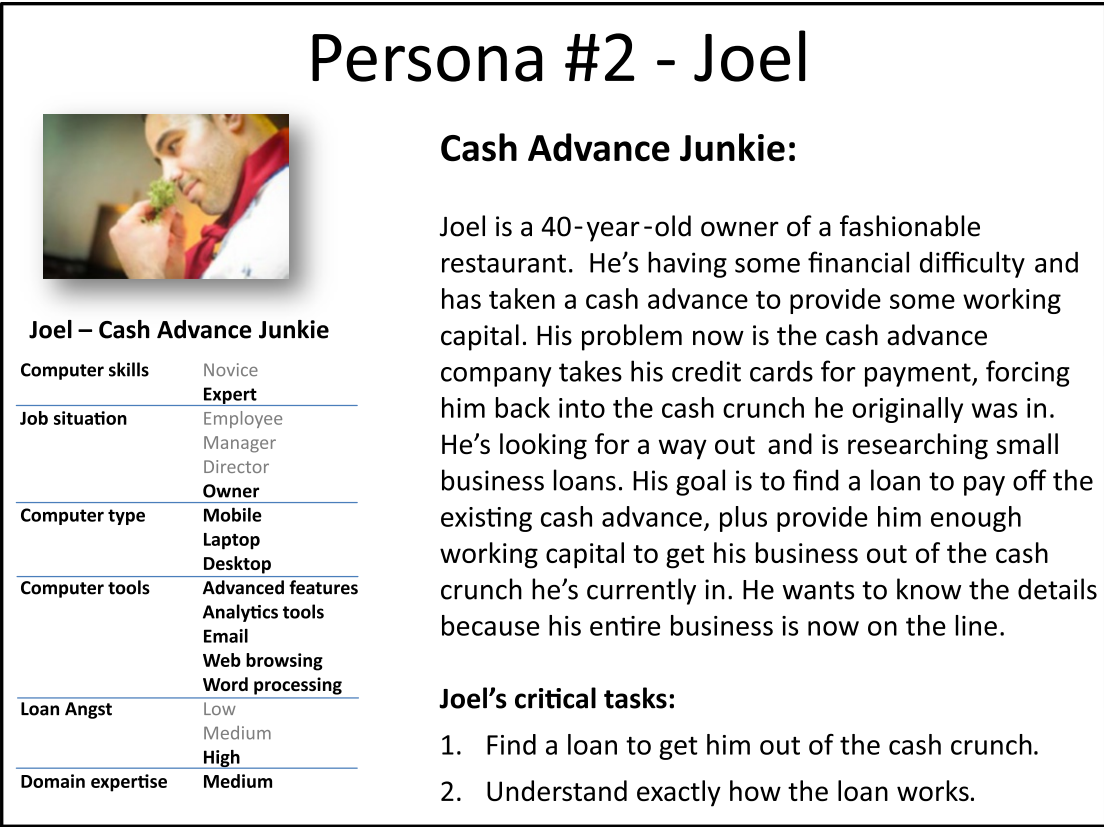 Persona #2 - Joel
Joel – Cash Advance Junkie
Computer skills Novice
Expert
Job situation Employee
Manager
Director
Owner
Computer type Mobile
Laptop
Desktop
Computer tools Advanced features
Analytics tools
Email
Web browsing
Word processing
Loan Angst Low
Medium
High
Domain expertise Medium
Cash Advance Junkie:
Joel is a 40-year-old owner of a fashionable
restaurant. He’s having some financial difficulty and
has taken a cash advance to provide some working
capital. His problem now is the cash advance
company takes his credit cards for payment, forcing
him back into the cash crunch he originally was in.
He’s looking for a way out and is researching small
business loans. His goal is to find a loan to pay off the
existing cash advance, plus provide him enough
working capital to get his business out of the cash
crunch he’s currently in. He wants to know the details
because his entire business is now on the line.
Joel’s critical tasks:
1. Find a loan to get him out of the cash crunch.
2. Understand exactly how the loan works.